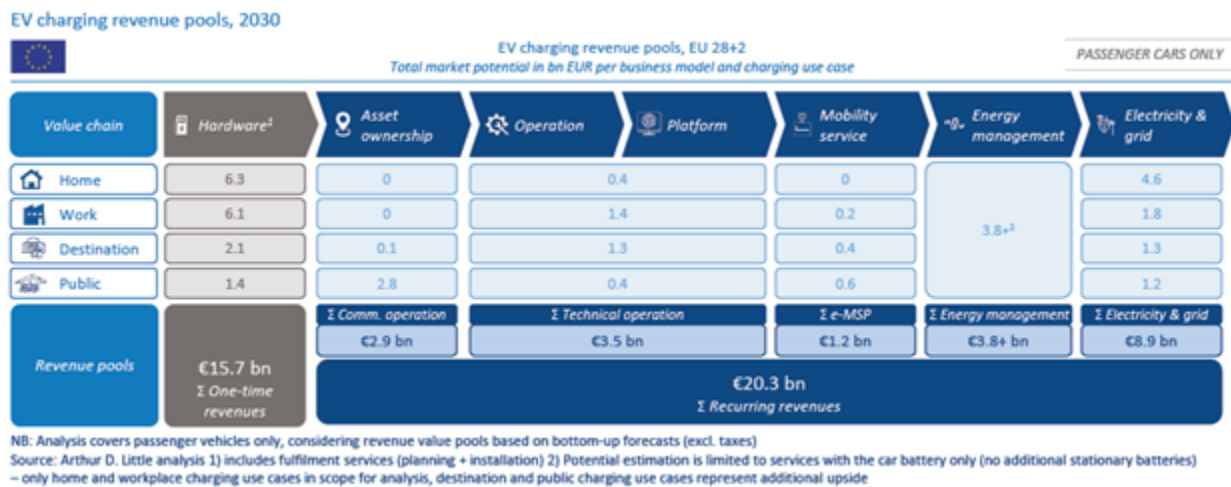 EV charging revenue pools, 2030
EV charging revenue pools, EU 28+2
Total market potential in bn EUR per business model and charging use case
PASSENGER CARS ONLY
Value chain
Hardware¹
Asset
ownership
Operation
Platform
Mobility
service
Energy
management
Electricity &
grid
Home 6.3 0 0.4 0 4.6
Work 6.1 0 1.4 0.2 1.8
3.8+²
Destination 2.1 0.1 1.3 0.4 1.3
Public 1.4 2.8 0.4 0.6 1.2
Revenue pools
€15.7 bn
Σ One-time
revenues
Σ Comm. operation
€2.9 bn
Σ Technical operation
€3.5 bn
Σ e-MSP
€1.2 bn
Σ Energy management
€3.8+ bn
Σ Electricity & grid
€8.9 bn
€20.3 bn
Σ Recurring revenues
NB: Analysis covers passenger vehicles only, considering revenue value pools based on bottom-up forecasts (excl. taxes)
Source: Arthur D. Little analysis 1) includes fulfilment services (planning + installation) 2) Potential estimation is limited to services with the car battery only (no additional stationary batteries)
– only home and workplace charging use cases in scope for analysis, destination and public charging use cases represent additional upside